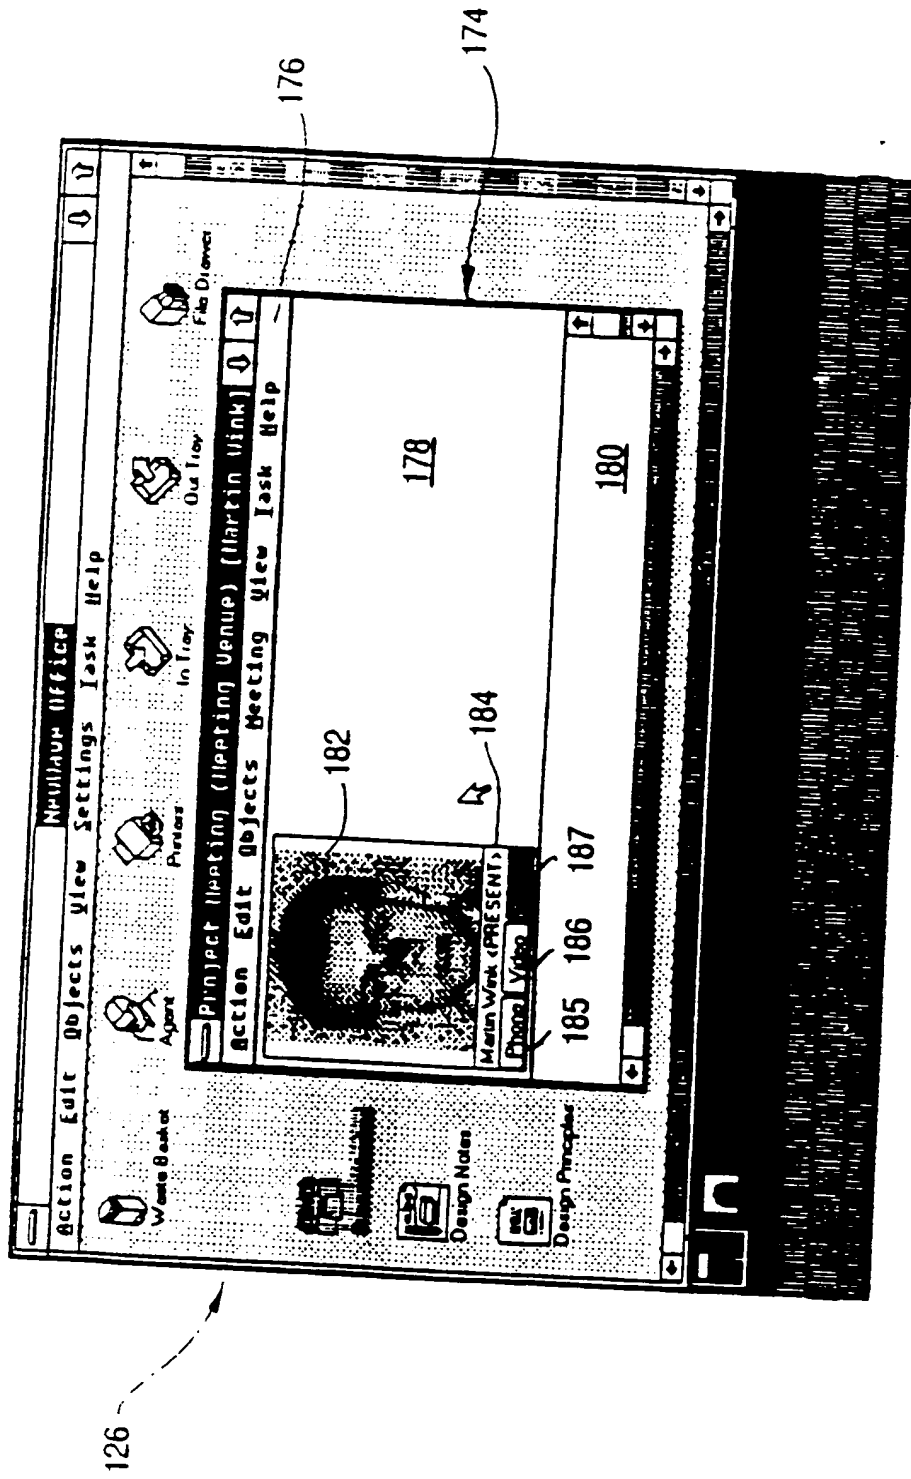 126
NewWave Office
Action Edit Objects View Settings Task Help
Waste Basket
Agent
Printers
In Tray
Out Tray
File Drawer
Project Meeting (Meeting Venue) [Martin Wink]
Action Edit Objects Meeting View Task Help
176
182
178
174
184
Martin Wink <PRESENT>
Phone Video
185
186
187
180
Design Notes
Design Principles